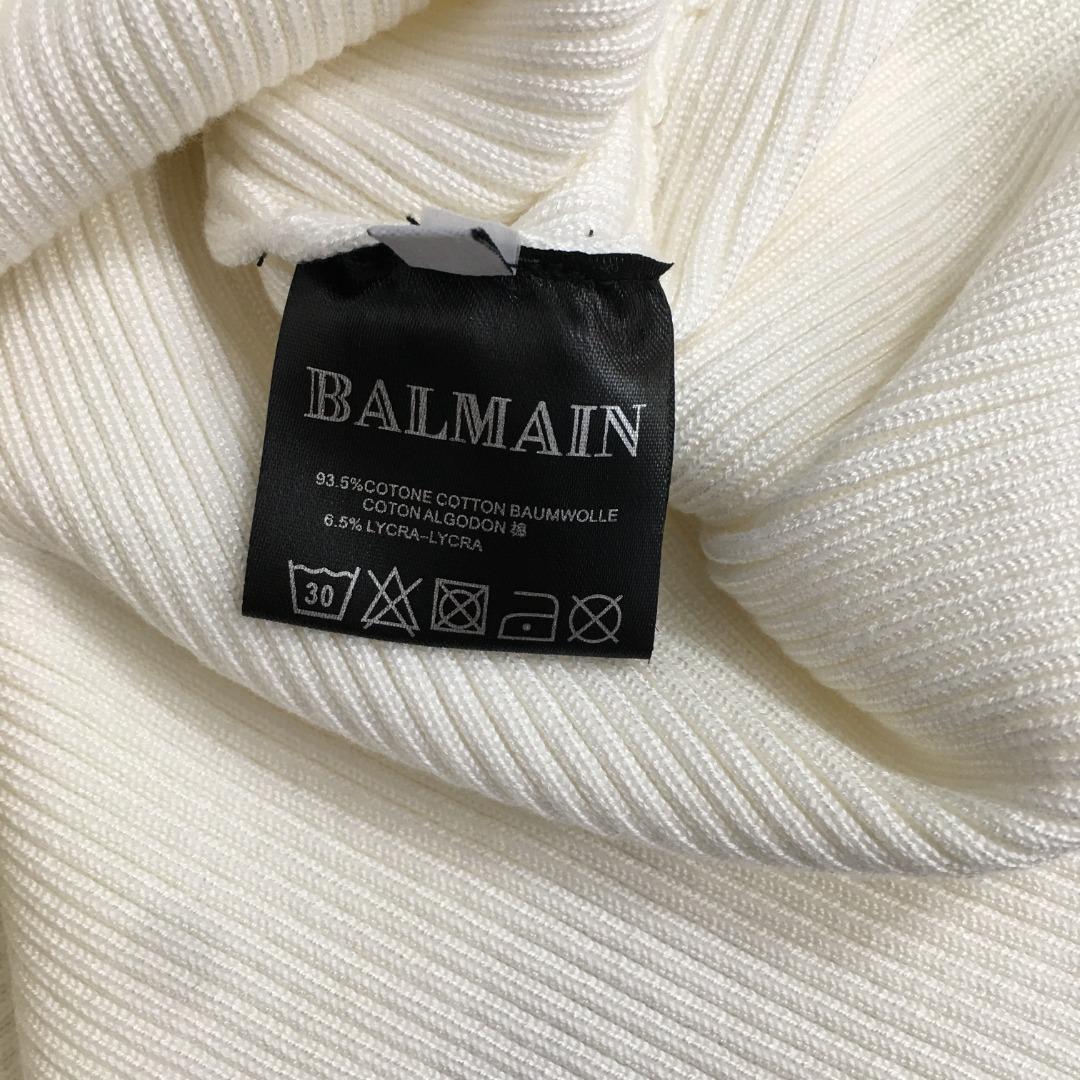 BALMAIN
93.5%COTONE COTTON BAUMWOLLE
COTON ALGODON 棉
6.5% LYCRA-LYCRA
30